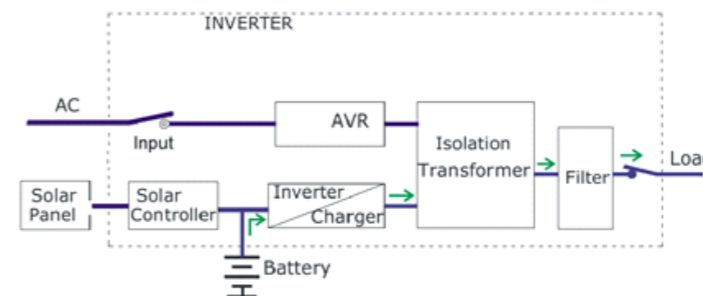 INVERTER
AC
Input
AVR
Isolation
Transformer
Filter
Loa
Solar
Panel
Solar
Controller
Inverter
Charger
Battery